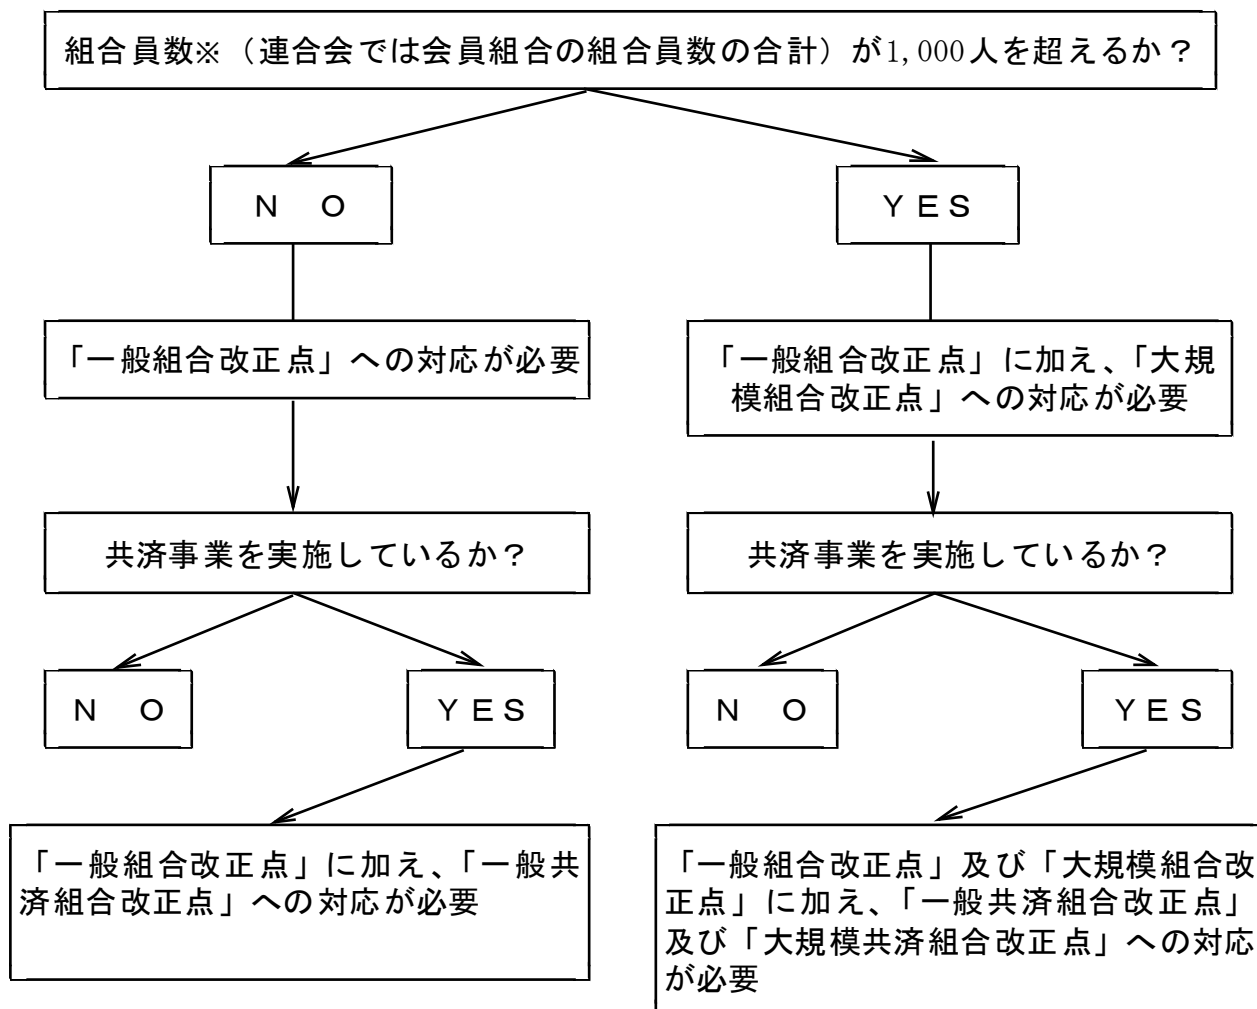 組合員数※（連合会では会員組合の組合員数の合計）が1,000人を超えるか？
ＮＯ
ＹＥＳ
「一般組合改正点」への対応が必要
「一般組合改正点」に加え、「大規
模組合改正点」への対応が必要
共済事業を実施しているか？
共済事業を実施しているか？
ＮＯ
ＹＥＳ
ＮＯ
ＹＥＳ
「一般組合改正点」に加え、「一般共
済組合改正点」への対応が必要
「一般組合改正点」及び「大規模組合改
正点」に加え、「一般共済組合改正点」
及び「大規模共済組合改正点」への対応
が必要